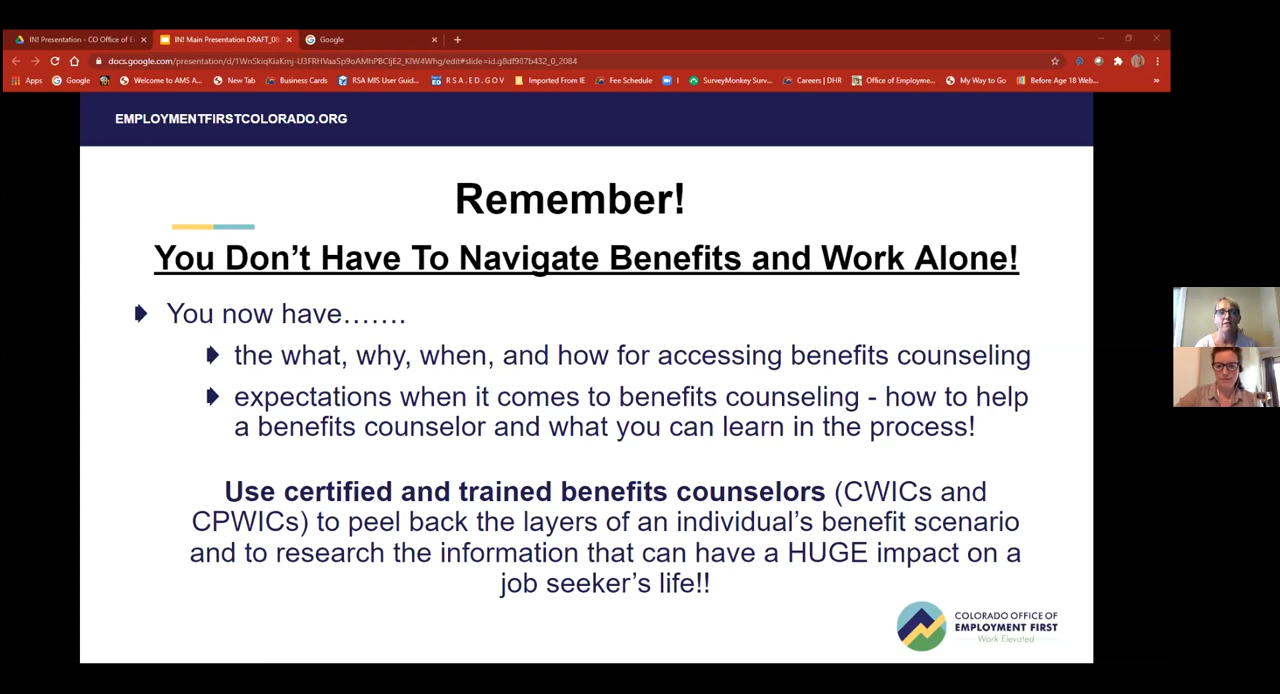 IN! Presentation - CO Office of E
IN! Main Presentation DRAFT_08
Google
docs.google.com/presentation/d/1WnSkiqKiaKmj-U3FRHVaaSp9oAMhPBCljE2_KIW4Whg/edit#slide=id.g8df987b432_0_2084
Apps
Google
Welcome to AMS A...
New Tab
Business Cards
RSA MIS User Guid...
R S A . E D . G O V
Imported From IE
Fee Schedule
I
SurveyMonkey Surv...
Careers | DHR
Office of Employme...
My Way to Go
Before Age 18 Web...
EMPLOYMENTFIRSTCOLORADO.ORG
Remember!
You Don't Have To Navigate Benefits and Work Alone!
You now have…….
the what, why, when, and how for accessing benefits counseling
expectations when it comes to benefits counseling - how to help
a benefits counselor and what you can learn in the process!
Use certified and trained benefits counselors (CWICs and
CPWICs) to peel back the layers of an individual's benefit scenario
and to research the information that can have a HUGE impact on a
job seeker's life!!
COLORADO OFFICE OF
EMPLOYMENT FIRST
Work Elevated